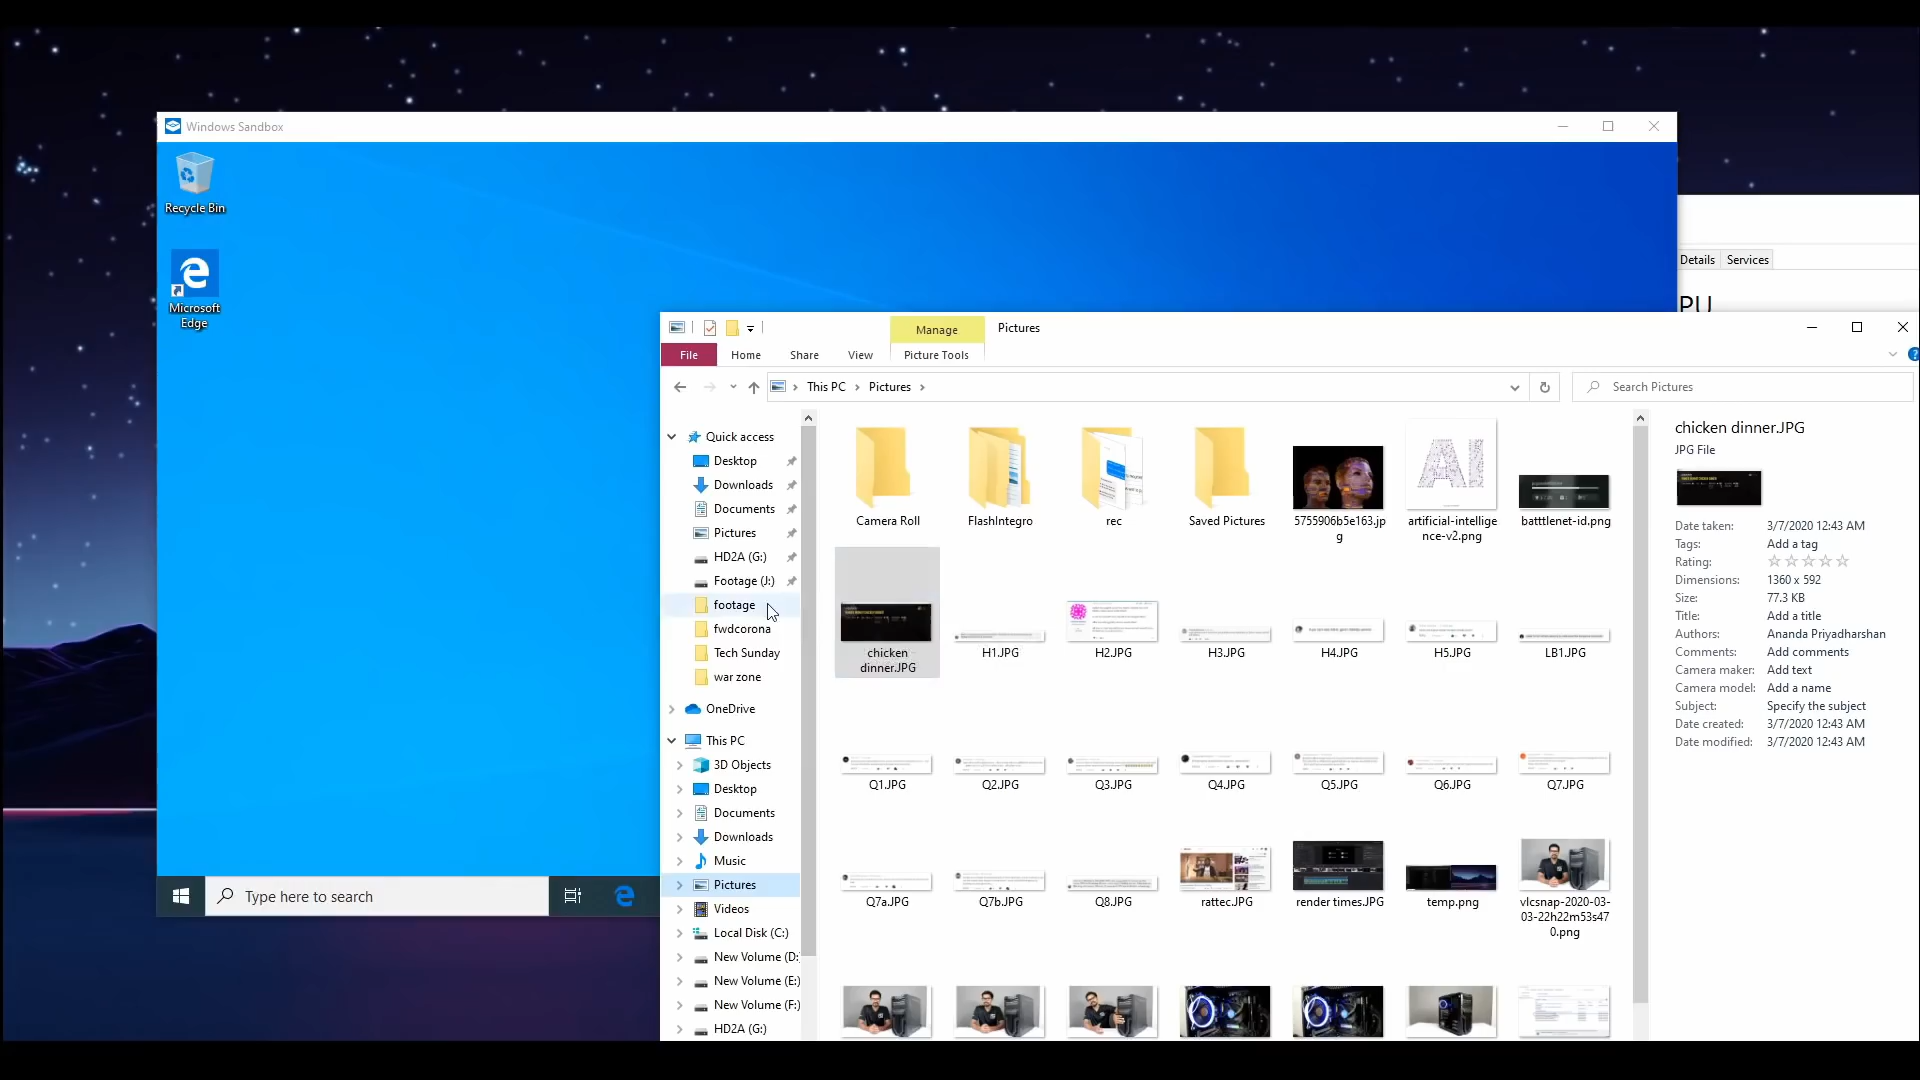 Windows Sandbox
Recycle Bin
Microsoft
Edge
Details
Services
PU
Manage
Pictures
File
Home
Share
View
Picture Tools
This PC
Pictures
Search Pictures
Quick access
Desktop
Downloads
Documents
Pictures
HD2A (G:)
Footage (J:)
footage
fwdcorona
Tech Sunday
war zone
OneDrive
This PC
3D Objects
Desktop
Documents
Downloads
Music
Pictures
Videos
Local Disk (C:)
New Volume (D:
New Volume (E:)
New Volume (F:)
HD2A (G:)
Camera Roll
FlashIntegro
rec
Saved Pictures
5755906b5e163.jp
g
artificial-intellige
nce-v2.png
batttlenet-id.png
chicken
dinner.JPG
H1.JPG
H2.JPG
H3.JPG
H4.JPG
H5.JPG
LB1.JPG
Q1.JPG
Q2.JPG
Q3.JPG
Q4.JPG
Q5.JPG
Q6.JPG
Q7.JPG
Q7a.JPG
Q7b.JPG
Q8.JPG
rattec.JPG
render times.JPG
temp.png
vlcsnap-2020-03-
03-22h22m53s47
0.png
AI
chicken dinner.JPG
JPG File
Date taken: 3/7/2020 12:43 AM
Tags: Add a tag
Rating:
Dimensions: 1360 x 592
Size: 77.3 KB
Title: Add a title
Authors: Ananda Priyadharshan
Comments: Add comments
Camera maker: Add text
Camera model: Add a name
Subject: Specify the subject
Date created: 3/7/2020 12:43 AM
Date modified: 3/7/2020 12:43 AM
Type here to search